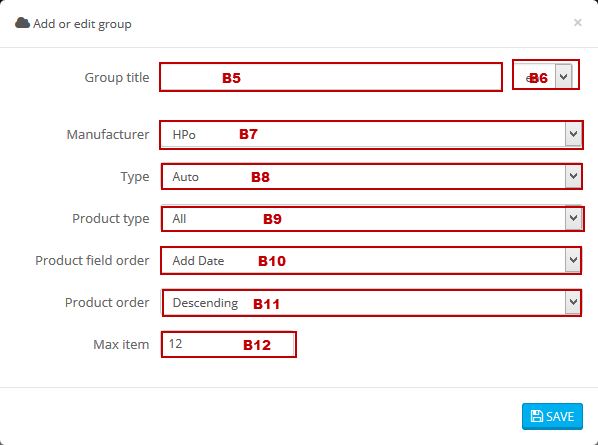 Add or edit group ×
Group title B5 B6
Manufacturer HPo B7
Type Auto B8
Product type All B9
Product field order Add Date B10
Product order Descending B11
Max item 12 B12
SAVE